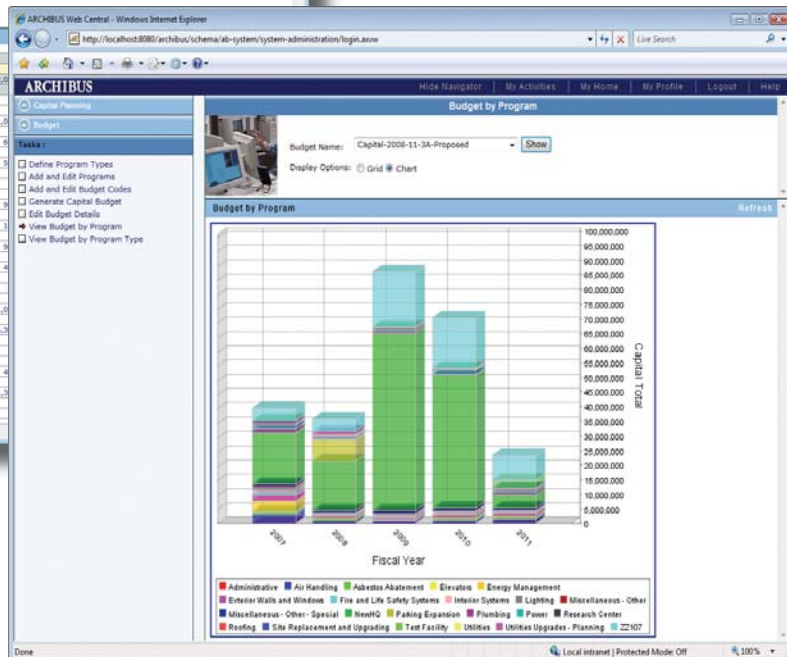 ARCHIBUS Web Central - Windows Internet Explorer
http://localhost:8080/archibus/schema/ab-system/system-administration/login.axvw
Live Search
ARCHIBUS
Hide Navigator | My Activities | My Home | My Profile | Logout | Help
Capital Planning
Budget
Tasks:
Define Program Types
Add and Edit Programs
Add and Edit Budget Codes
Generate Capital Budget
Edit Budget Details
View Budget by Program
View Budget by Program Type
Budget by Program
Budget Name: Capital-2008-11-3A-Proposed Show
Display Options: Grid Chart
Budget by Program Refresh
100,000,000
95,000,000
90,000,000
85,000,000
80,000,000
75,000,000
70,000,000
65,000,000
60,000,000
55,000,000
50,000,000
45,000,000
40,000,000
35,000,000
30,000,000
25,000,000
20,000,000
15,000,000
10,000,000
5,000,000
0
Capital Total
2007 2008 2009 2010 2011
Fiscal Year
Administrative Air Handling Asbestos Abatement Elevators Energy Management
Exterior Walls and Windows Fire and Life Safety Systems Interior Systems Lighting Miscellaneous - Other
Miscellaneous - Other - Special NewHQ Parking Expansion Plumbing Power Research Center
Roofing Site Replacement and Upgrading Test Facility Utilities Utilities Upgrades - Planning ZZ107
Done
Local intranet | Protected Mode: Off
100%